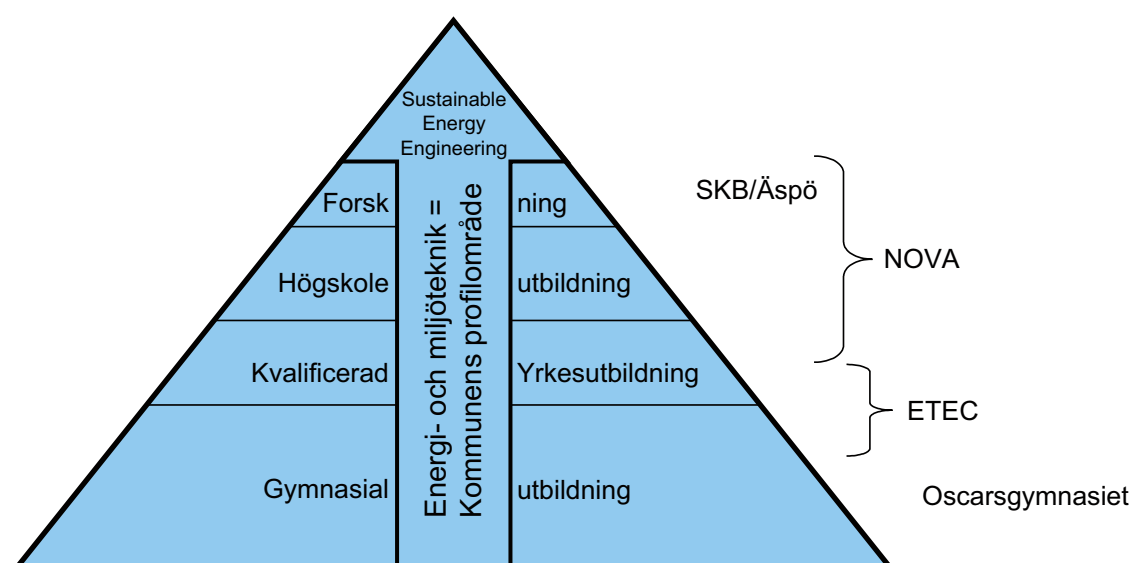 Sustainable
Energy
Engineering
Energi- och miljöteknik =
Kommunens profilområde
Forsk ning
Högskole utbildning
Kvalificerad Yrkesutbildning
Gymnasial utbildning
SKB/Äspö
NOVA
ETEC
Oscarsgymnasiet